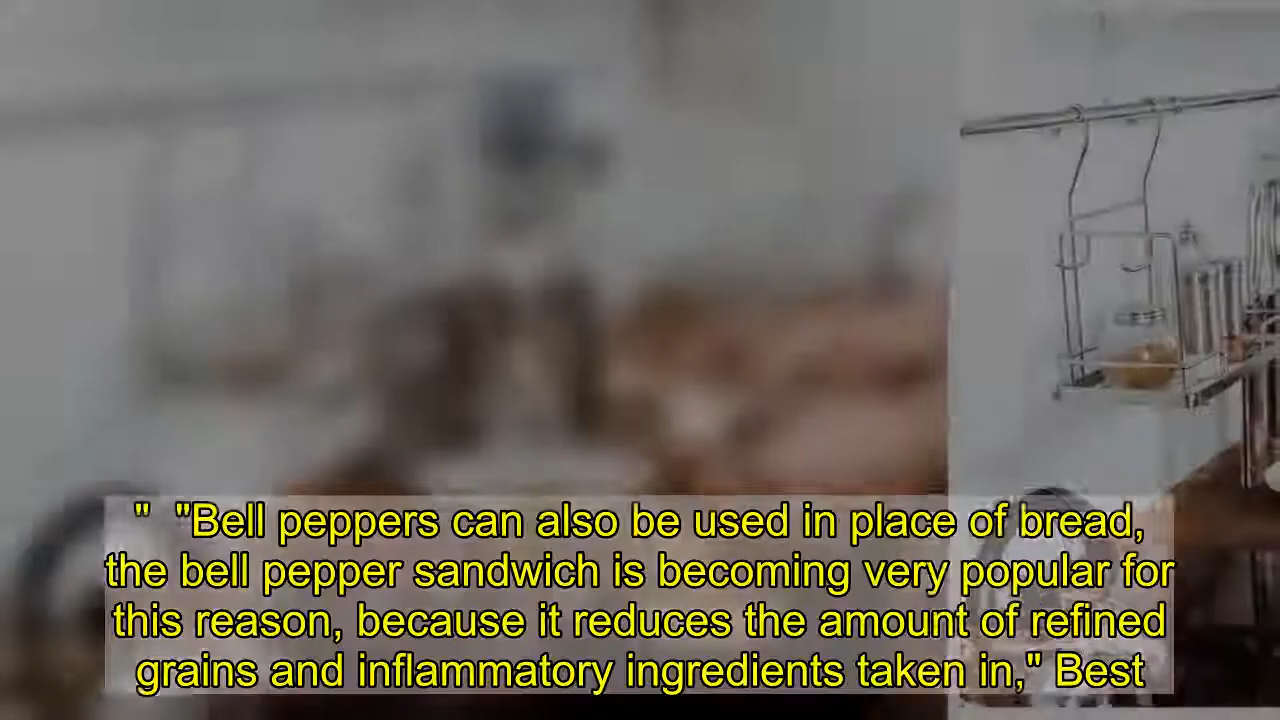 " "Bell peppers can also be used in place of bread,
the bell pepper sandwich is becoming very popular for
this reason, because it reduces the amount of refined
grains and inflammatory ingredients taken in," Best